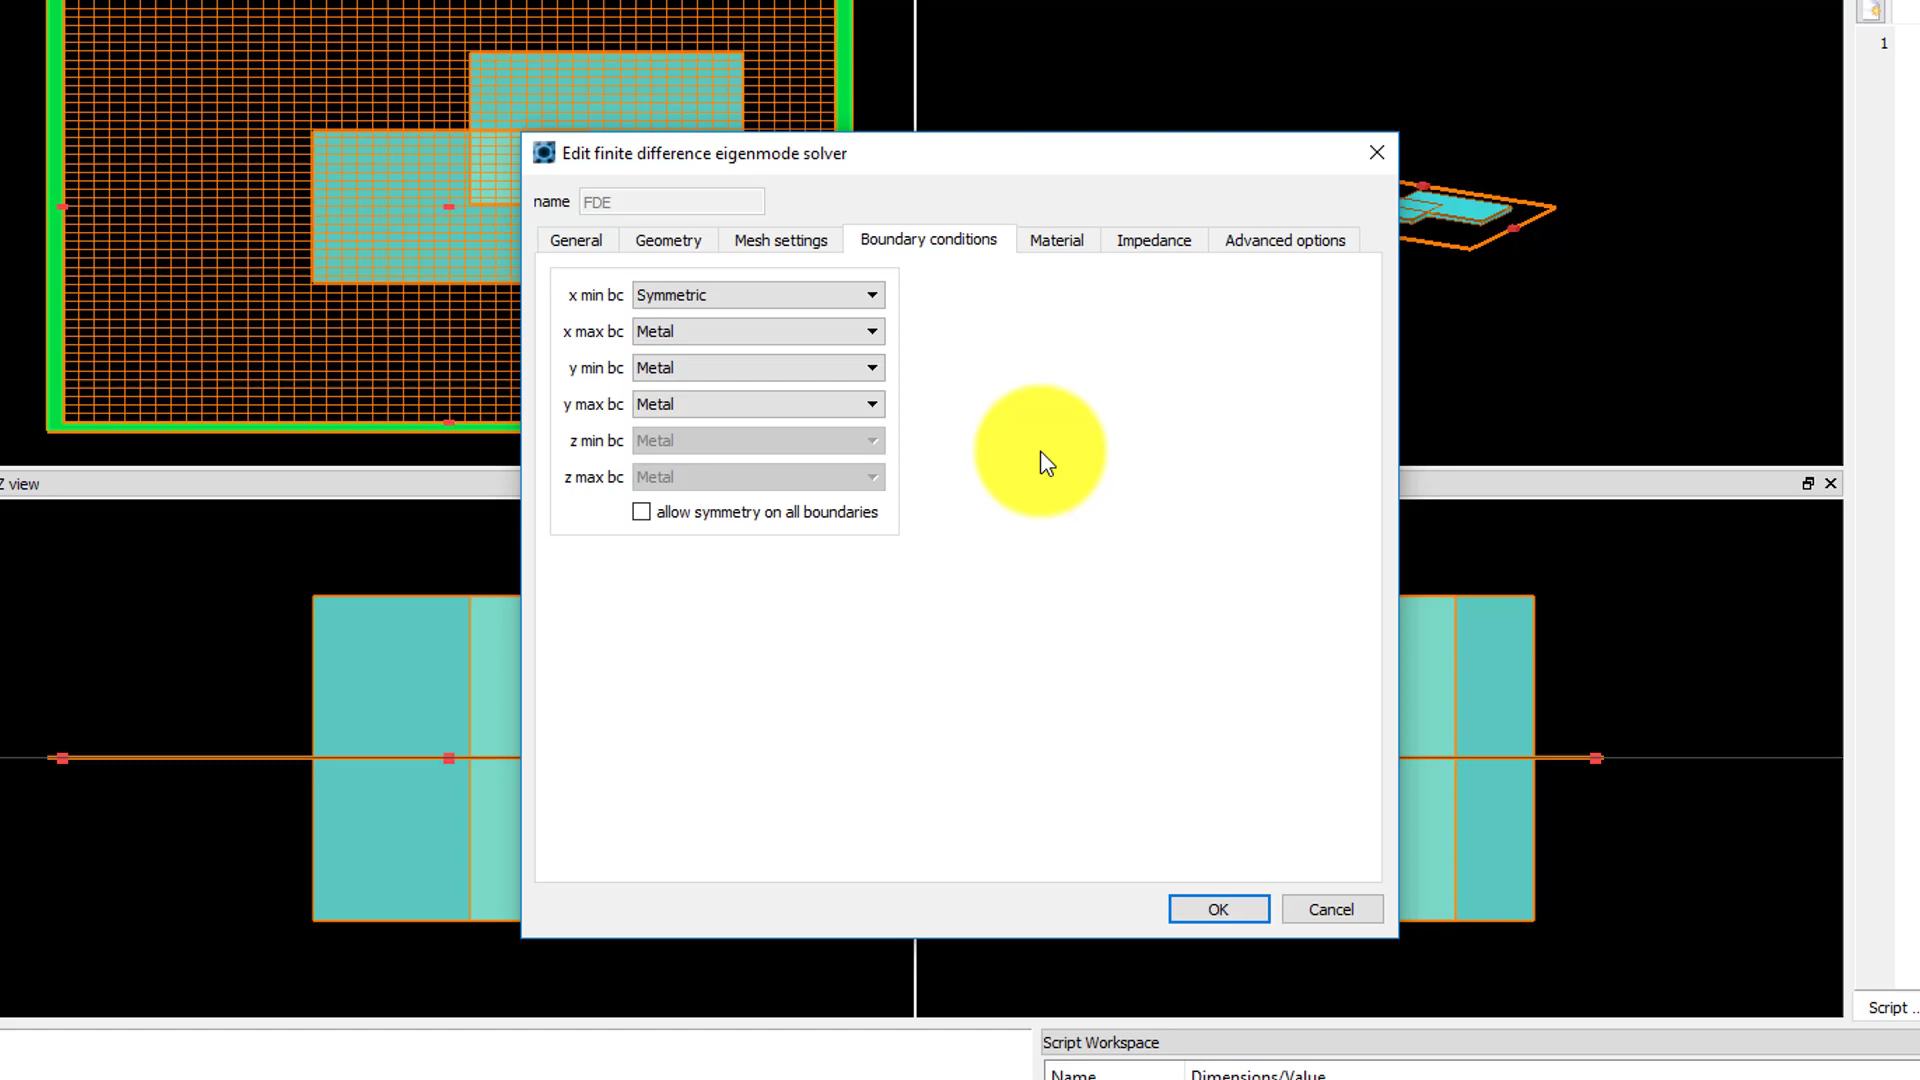 1
Edit finite difference eigenmode solver
name FDE
General Geometry Mesh settings Boundary conditions Material Impedance Advanced options
x min bc Symmetric
x max bc Metal
y min bc Metal
y max bc Metal
z min bc Metal
z max bc Metal
allow symmetry on all boundaries
Z view
OK Cancel
Script ...
Script Workspace
Name Dimensions/Value